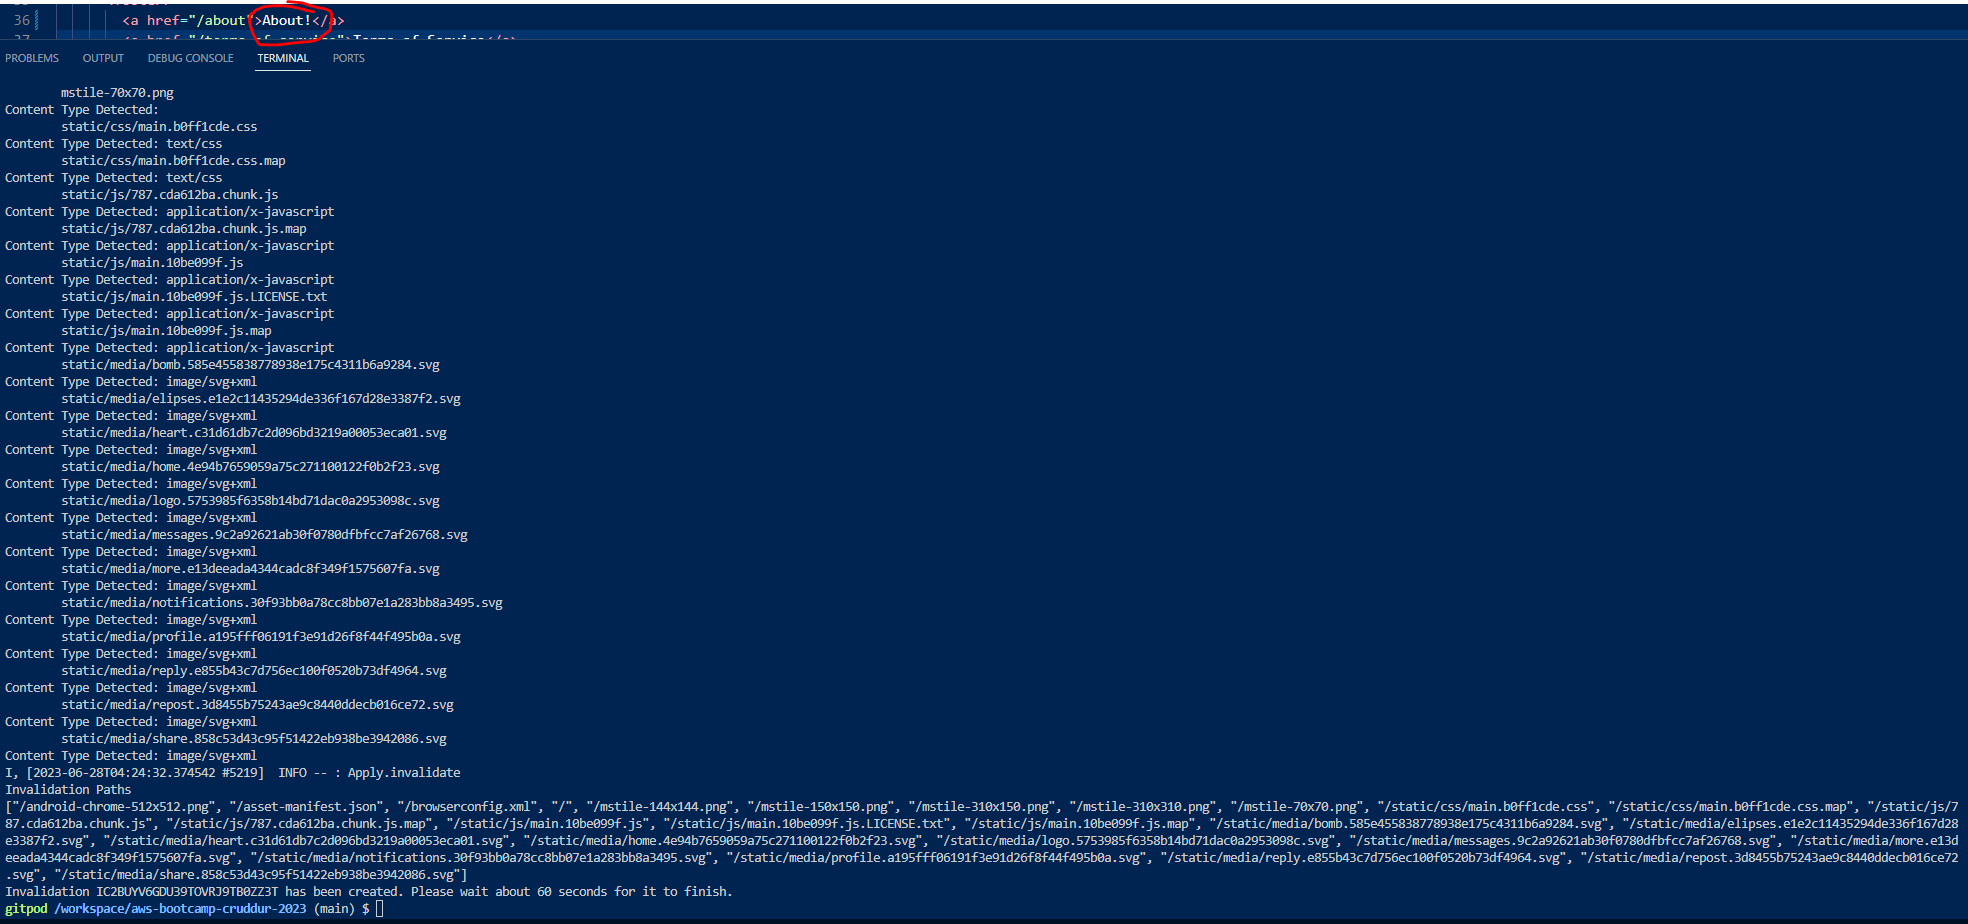 36 <a href="/about">About!</a>
37 <a href="/terms-of-service">Terms of Service</a>
PROBLEMS OUTPUT DEBUG CONSOLE TERMINAL PORTS
mstile-70x70.png
Content Type Detected:
static/css/main.b0ff1cde.css
Content Type Detected: text/css
static/css/main.b0ff1cde.css.map
Content Type Detected: text/css
static/js/787.cda612ba.chunk.js
Content Type Detected: application/x-javascript
static/js/787.cda612ba.chunk.js.map
Content Type Detected: application/x-javascript
static/js/main.10be099f.js
Content Type Detected: application/x-javascript
static/js/main.10be099f.js.LICENSE.txt
Content Type Detected: application/x-javascript
static/js/main.10be099f.js.map
Content Type Detected: application/x-javascript
static/media/bomb.585e455838778938e175c4311b6a9284.svg
Content Type Detected: image/svg+xml
static/media/elipses.e1e2c11435294de336f167d28e3387f2.svg
Content Type Detected: image/svg+xml
static/media/heart.c31d61db7c2d096bd3219a00053eca01.svg
Content Type Detected: image/svg+xml
static/media/home.4e94b7659059a75c271100122f0b2f23.svg
Content Type Detected: image/svg+xml
static/media/logo.5753985f6358b14bd71dac0a2953098c.svg
Content Type Detected: image/svg+xml
static/media/messages.9c2a92621ab30f0780dfbfcc7af26768.svg
Content Type Detected: image/svg+xml
static/media/more.e13deeada4344cadc8f349f1575607fa.svg
Content Type Detected: image/svg+xml
static/media/notifications.30f93bb0a78cc8bb07e1a283bb8a3495.svg
Content Type Detected: image/svg+xml
static/media/profile.a195fff06191f3e91d26f8f44f495b0a.svg
Content Type Detected: image/svg+xml
static/media/reply.e855b43c7d756ec100f0520b73df4964.svg
Content Type Detected: image/svg+xml
static/media/repost.3d8455b75243ae9c8440ddecb016ce72.svg
Content Type Detected: image/svg+xml
static/media/share.858c53d43c95f51422eb938be3942086.svg
Content Type Detected: image/svg+xml
I, [2023-06-28T04:24:32.374542 #5219]  INFO -- : Apply.invalidate
Invalidation Paths
["/android-chrome-512x512.png", "/asset-manifest.json", "/browserconfig.xml", "/", "/mstile-144x144.png", "/mstile-150x150.png", "/mstile-310x150.png", "/mstile-310x310.png", "/mstile-70x70.png", "/static/css/main.b0ff1cde.css", "/static/css/main.b0ff1cde.css.map", "/static/js/7
87.cda612ba.chunk.js", "/static/js/787.cda612ba.chunk.js.map", "/static/js/main.10be099f.js", "/static/js/main.10be099f.js.LICENSE.txt", "/static/js/main.10be099f.js.map", "/static/media/bomb.585e455838778938e175c4311b6a9284.svg", "/static/media/elipses.e1e2c11435294de336f167d28
e3387f2.svg", "/static/media/heart.c31d61db7c2d096bd3219a00053eca01.svg", "/static/media/home.4e94b7659059a75c271100122f0b2f23.svg", "/static/media/logo.5753985f6358b14bd71dac0a2953098c.svg", "/static/media/messages.9c2a92621ab30f0780dfbfcc7af26768.svg", "/static/media/more.e13d
eeada4344cadc8f349f1575607fa.svg", "/static/media/notifications.30f93bb0a78cc8bb07e1a283bb8a3495.svg", "/static/media/profile.a195fff06191f3e91d26f8f44f495b0a.svg", "/static/media/reply.e855b43c7d756ec100f0520b73df4964.svg", "/static/media/repost.3d8455b75243ae9c8440ddecb016ce72
.svg", "/static/media/share.858c53d43c95f51422eb938be3942086.svg"]
Invalidation IC2BUYV6GDU39TOVRJ9TB0ZZ3T has been created. Please wait about 60 seconds for it to finish.
gitpod /workspace/aws-bootcamp-cruddur-2023 (main) $